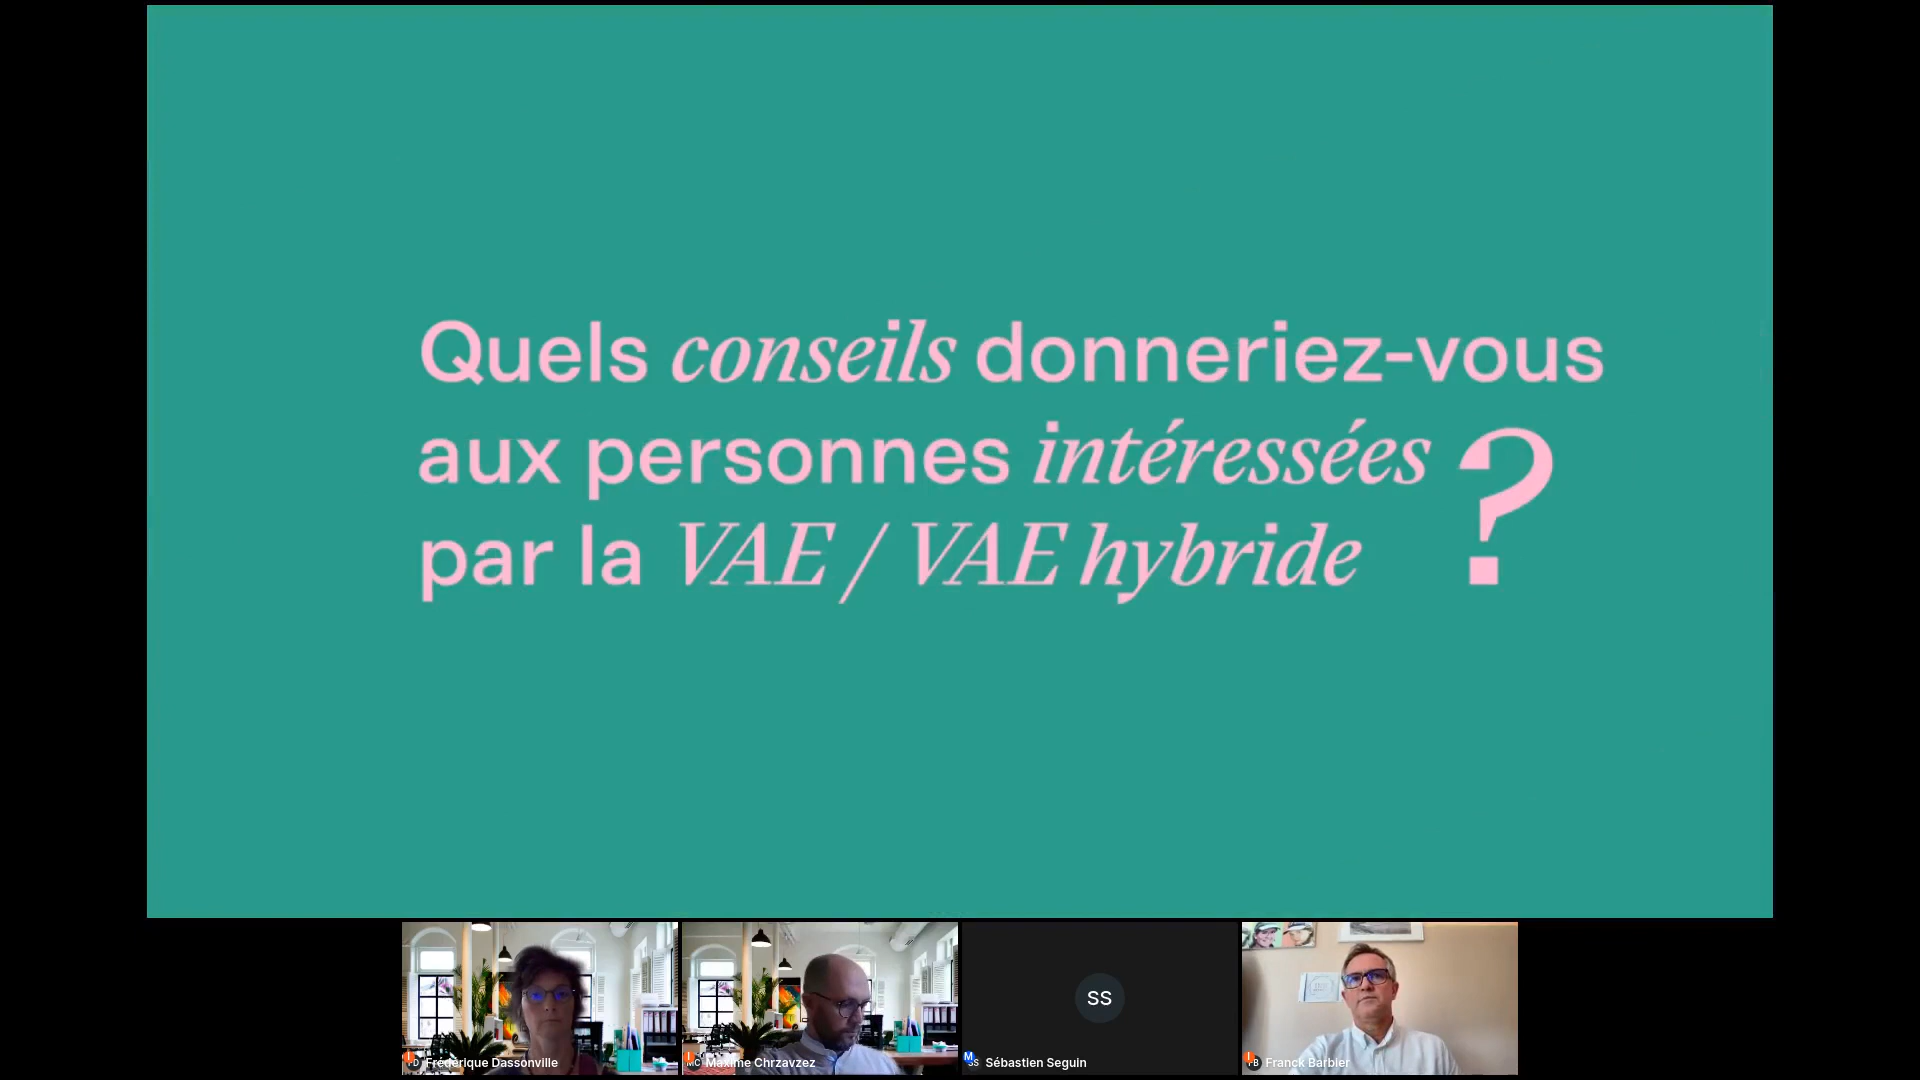 Quels conseils donneriez-vous
aux personnes intéressées ?
par la VAE / VAE hybride
SS
Frédérique Dassonville
Maxime Chrzavzez
Sébastien Seguin
Franck Barbier